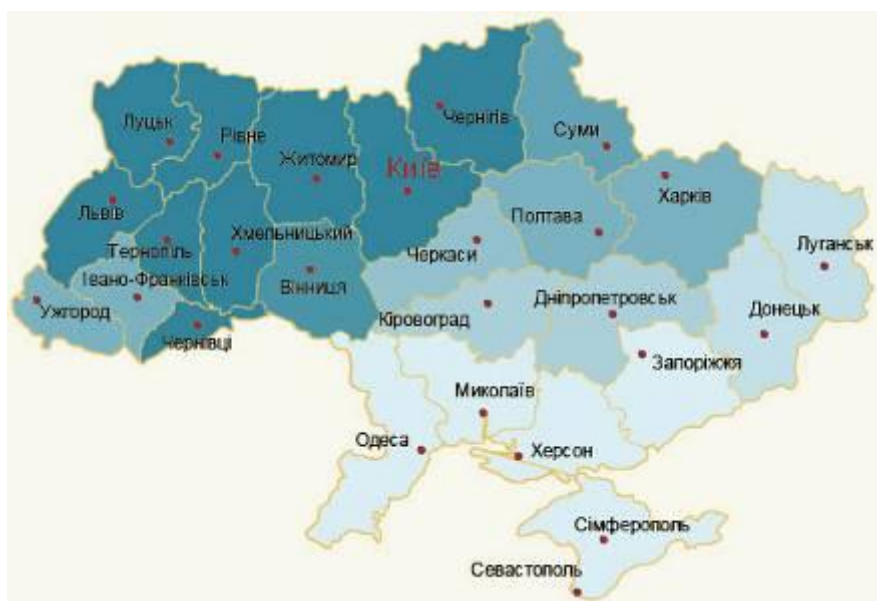 Чернігів
Луцьк
Рівне
Суми
Житомир
Київ
Харків
Львів
Полтава
Хмельницький
Тернопіль
Черкаси
Луганськ
Івано-Франківськ
Вінниця
Дніпропетровськ
Ужгород
Кіровоград
Донецьк
Чернівці
Запоріжжя
Миколаїв
Одеса
Херсон
Сімферополь
Севастополь